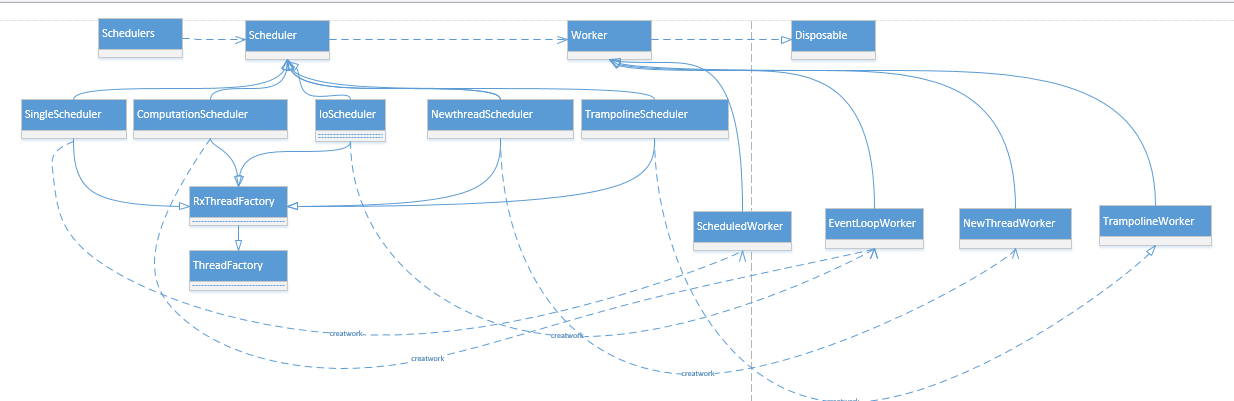 Schedulers
Scheduler
Worker
Disposable
SingleScheduler
ComputationScheduler
IoScheduler
NewthreadScheduler
TrampolineScheduler
RxThreadFactory
ScheduledWorker
EventLoopWorker
NewThreadWorker
TrampolineWorker
ThreadFactory
creatwork
creatwork
creatwork
creatwork